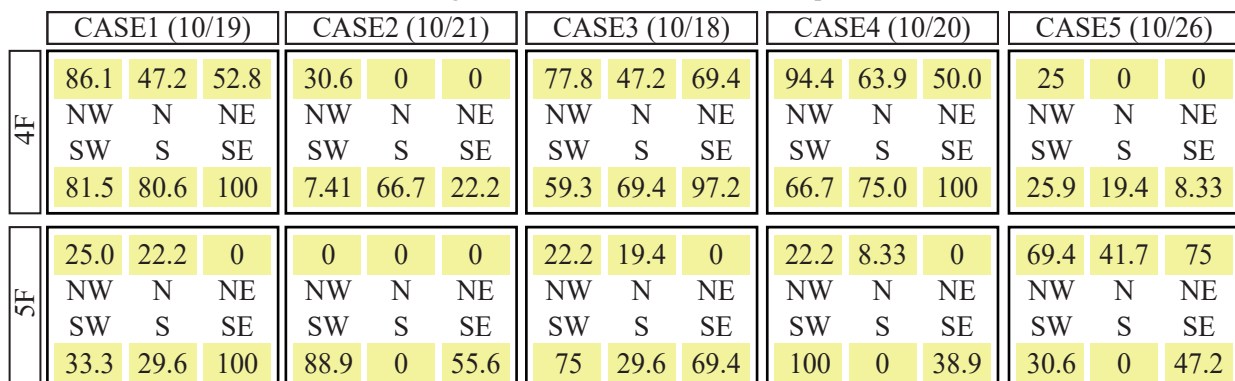 CASE1 (10/19) CASE2 (10/21) CASE3 (10/18) CASE4 (10/20) CASE5 (10/26)
4F
86.1 47.2 52.8 30.6 0 0 77.8 47.2 69.4 94.4 63.9 50.0 25 0 0
NW N NE NW N NE NW N NE NW N NE NW N NE
SW S SE SW S SE SW S SE SW S SE SW S SE
81.5 80.6 100 7.41 66.7 22.2 59.3 69.4 97.2 66.7 75.0 100 25.9 19.4 8.33
5F
25.0 22.2 0 0 0 0 22.2 19.4 0 22.2 8.33 0 69.4 41.7 75
NW N NE NW N NE NW N NE NW N NE NW N NE
SW S SE SW S SE SW S SE SW S SE SW S SE
33.3 29.6 100 88.9 0 55.6 75 29.6 69.4 100 0 38.9 30.6 0 47.2